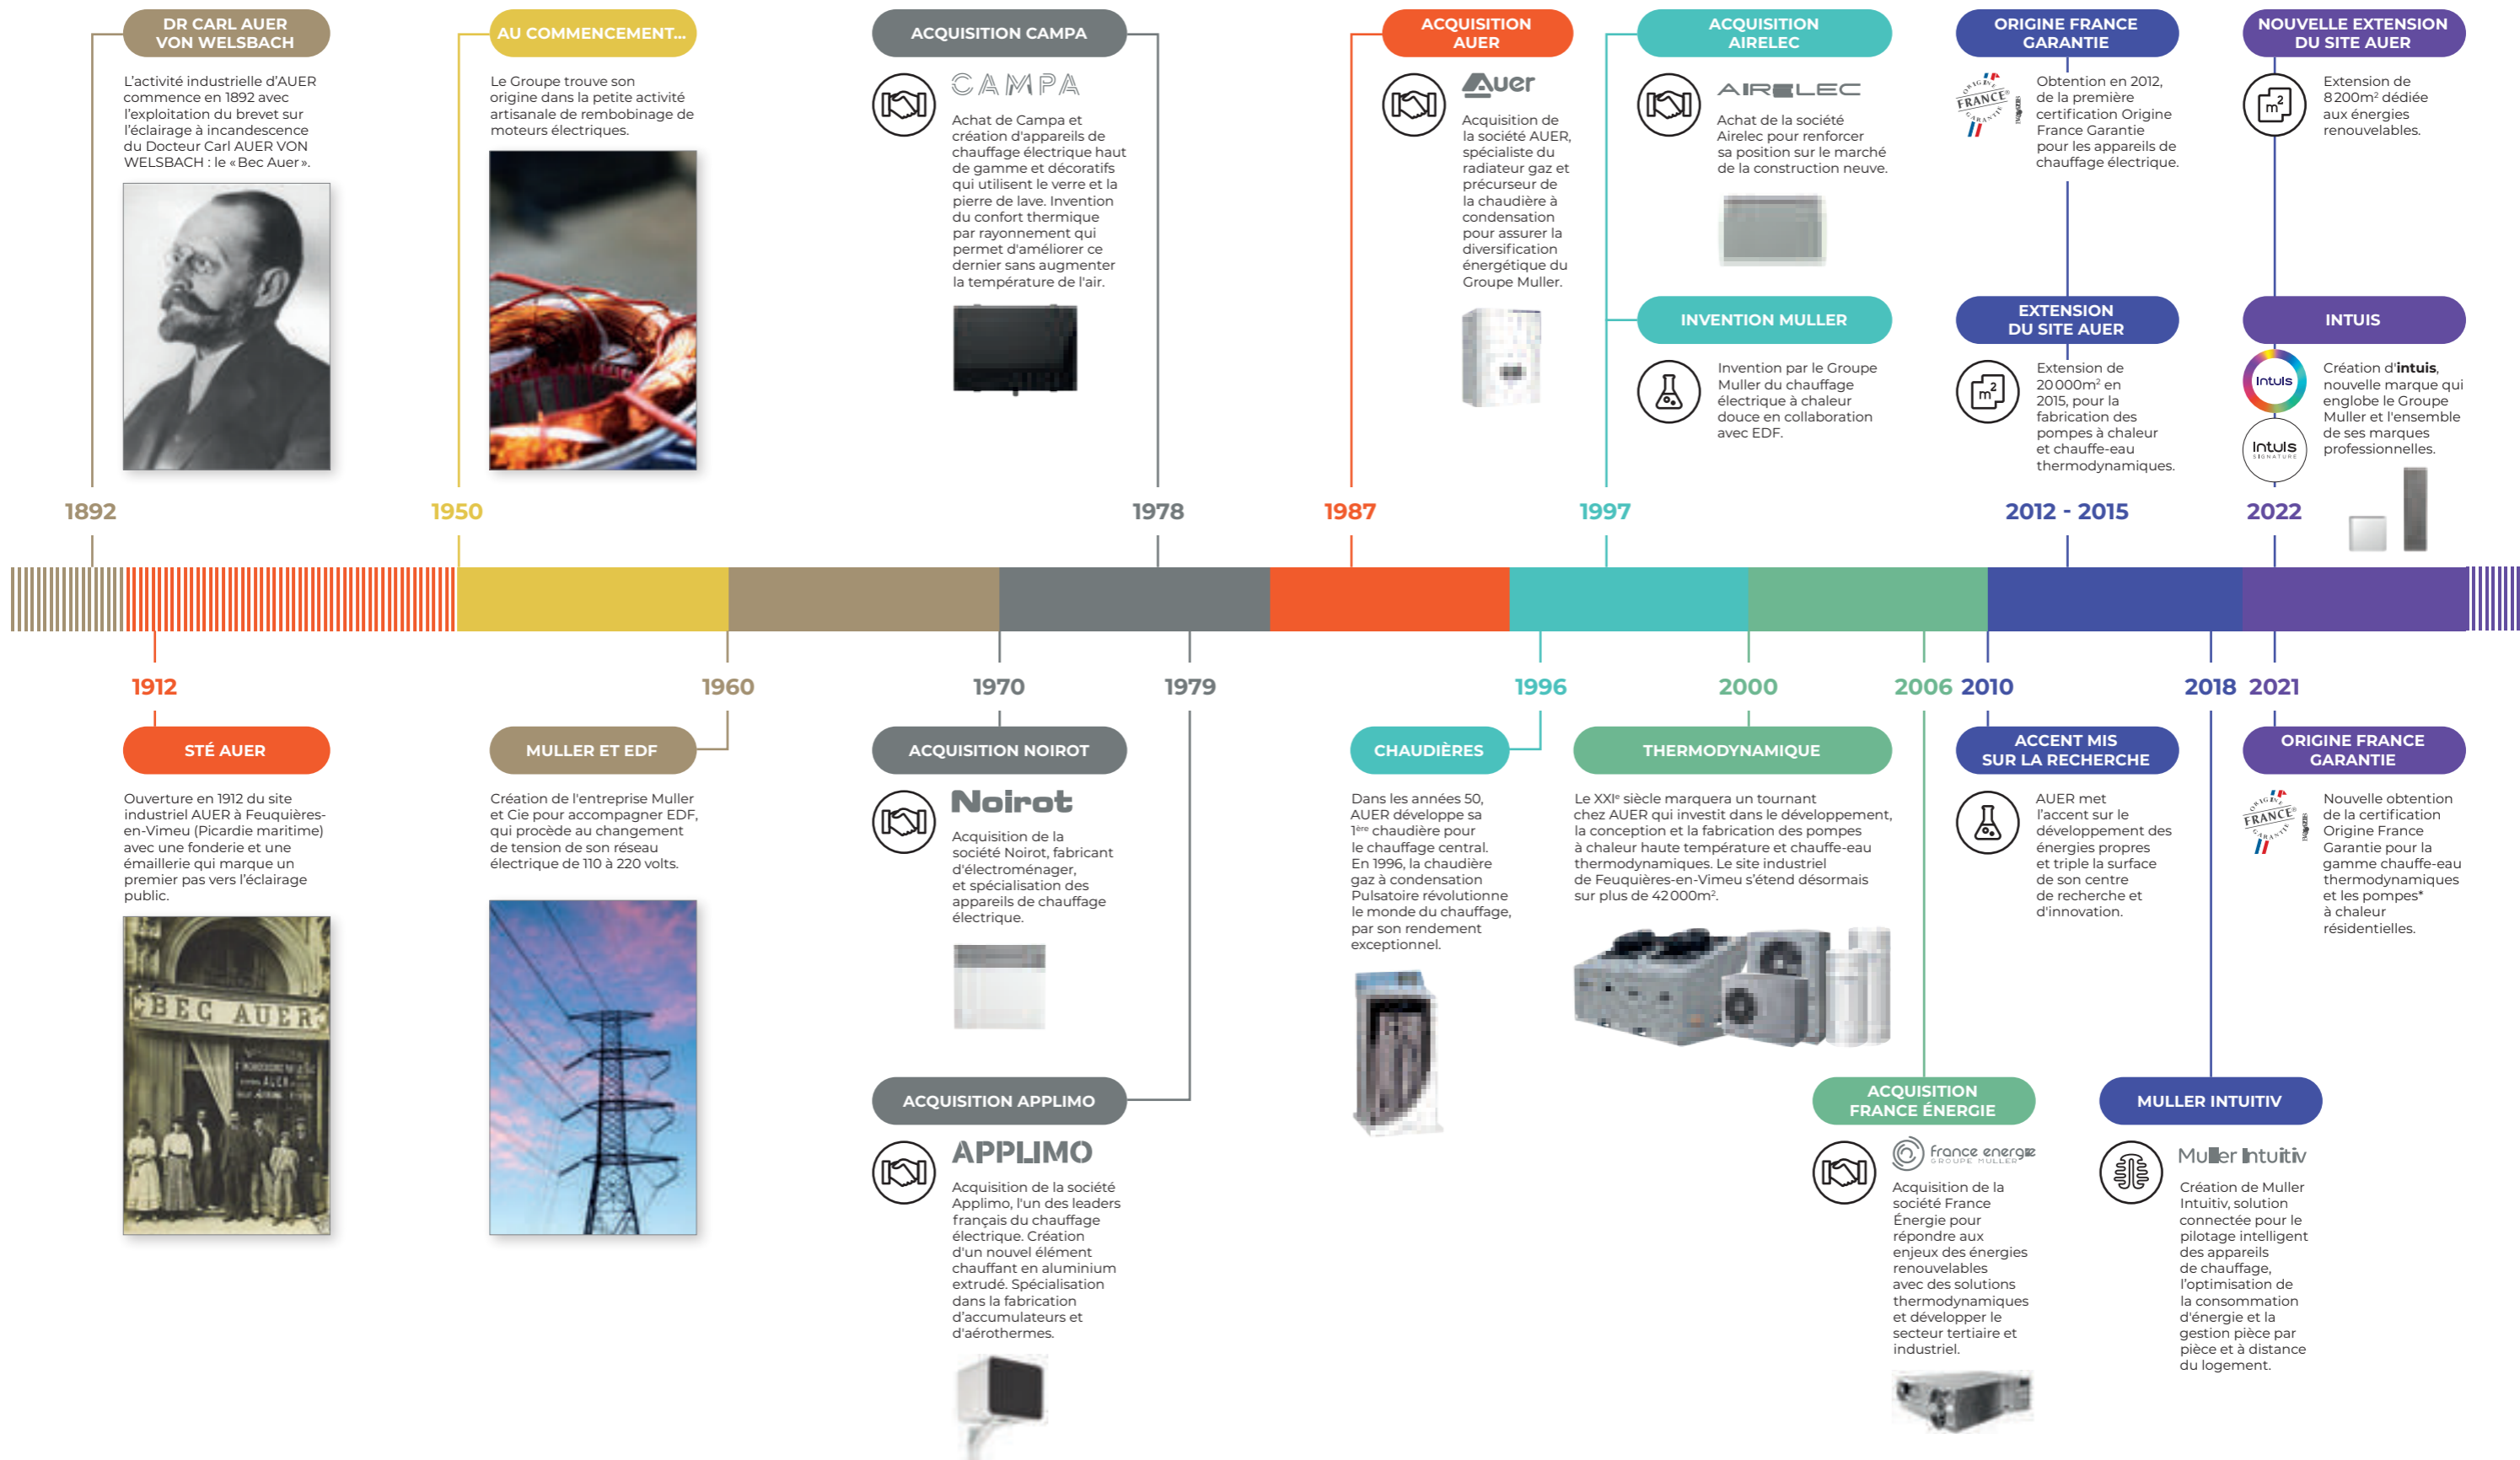 DR CARL AUER
VON WELSBACH
L'activité industrielle d'AUER
commence en 1892 avec
l'exploitation du brevet sur
l'éclairage à incandescence
du Docteur Carl AUER VON
WELSBACH : le «Bec Auer».
1892
AU COMMENCEMENT...
Le Groupe trouve son
origine dans la petite activité
artisanale de rembobinage de
moteurs électriques.
1950
ACQUISITION CAMPA
CAMPA
Achat de Campa et
création d'appareils de
chauffage électrique haut
de gamme et décoratifs
qui utilisent le verre et la
pierre de lave. Invention
du confort thermique
par rayonnement qui
permet d'améliorer ce
dernier sans augmenter
la température de l'air.
1978
ACQUISITION
AUER
Auer
Acquisition de
la société AUER,
spécialiste du
radiateur gaz et
précurseur de
la chaudière à
condensation
pour assurer la
diversification
énergétique du
Groupe Muller.
1987
ACQUISITION
AIRELEC
AIRELEC
Achat de la société
Airelec pour renforcer
sa position sur le marché
de la construction neuve.
INVENTION MULLER
Invention par le Groupe
Muller du chauffage
électrique à chaleur
douce en collaboration
avec EDF.
1997
ORIGINE FRANCE
GARANTIE
ORIGINE
FRANCE®
GARANTIE
Obtention en 2012,
de la première
certification Origine
France Garantie
pour les appareils de
chauffage électrique.
EXTENSION
DU SITE AUER
m²
Extension de
20 000m² en
2015, pour la
fabrication des
pompes à chaleur
et chauffe-eau
thermodynamiques.
2012 - 2015
NOUVELLE EXTENSION
DU SITE AUER
m²
Extension de
8 200m² dédiée
aux énergies
renouvelables.
INTUIS
intuis
intuis
SIGNATURE
Création d'intuis,
nouvelle marque qui
englobe le Groupe
Muller et l'ensemble
de ses marques
professionnelles.
2022
1912
STÉ AUER
Ouverture en 1912 du site
industriel AUER à Feuquières-
en-Vimeu (Picardie maritime)
avec une fonderie et une
émaillerie qui marque un
premier pas vers l'éclairage
public.
BEC AUER
1960
MULLER ET EDF
Création de l'entreprise Muller
et Cie pour accompagner EDF,
qui procède au changement
de tension de son réseau
électrique de 110 à 220 volts.
1970
ACQUISITION NOIROT
Noirot
Acquisition de la
société Noirot, fabricant
d'électroménager,
et spécialisation des
appareils de chauffage
électrique.
1979
ACQUISITION APPLIMO
APPLIMO
Acquisition de la société
Applimo, l'un des leaders
français du chauffage
électrique. Création
d'un nouvel élément
chauffant en aluminium
extrudé. Spécialisation
dans la fabrication
d'accumulateurs et
d'aérothermes.
1996
CHAUDIÈRES
Dans les années 50,
AUER développe sa
1ère chaudière pour
le chauffage central.
En 1996, la chaudière
gaz à condensation
Pulsatoire révolutionne
le monde du chauffage,
par son rendement
exceptionnel.
2000
THERMODYNAMIQUE
Le XXIe siècle marquera un tournant
chez AUER qui investit dans le développement,
la conception et la fabrication des pompes
à chaleur haute température et chauffe-eau
thermodynamiques. Le site industriel
de Feuquières-en-Vimeu s'étend désormais
sur plus de 42 000m².
2006
ACQUISITION
FRANCE ÉNERGIE
france energie
GROUPE MULLER
Acquisition de la
société France
Énergie pour
répondre aux
enjeux des énergies
renouvelables
avec des solutions
thermodynamiques
et développer le
secteur tertiaire et
industriel.
2010
ACCENT MIS
SUR LA RECHERCHE
AUER met
l'accent sur le
développement des
énergies propres
et triple la surface
de son centre
de recherche et
d'innovation.
2018
MULLER INTUITIV
Muller Intuitiv
Création de Muller
Intuitiv, solution
connectée pour le
pilotage intelligent
des appareils
de chauffage,
l'optimisation de
la consommation
d'énergie et la
gestion pièce par
pièce et à distance
du logement.
2021
ORIGINE FRANCE
GARANTIE
ORIGINE
FRANCE®
GARANTIE
Nouvelle obtention
de la certification
Origine France
Garantie pour la
gamme chauffe-eau
thermodynamiques
et les pompes*
à chaleur
résidentielles.